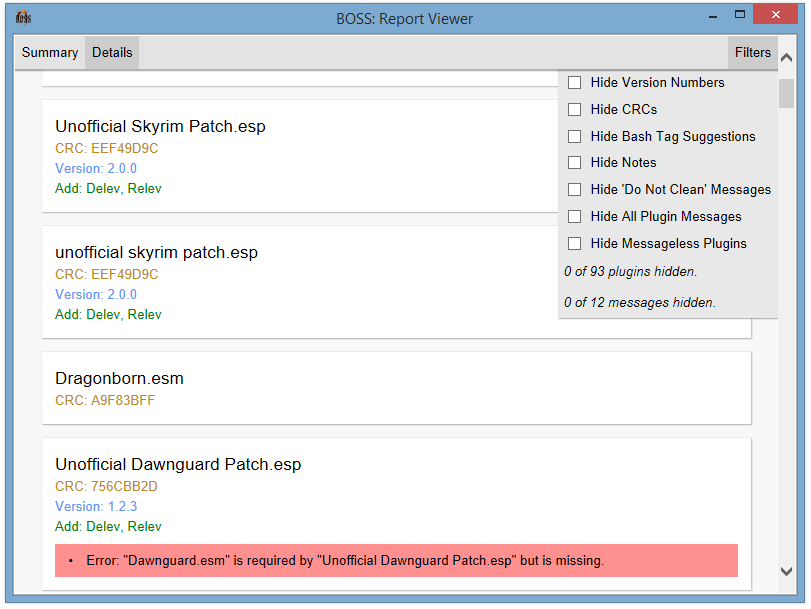 BOSS
BOSS: Report Viewer
Summary
Details
Filters
Hide Version Numbers
Hide CRCs
Hide Bash Tag Suggestions
Hide Notes
Hide 'Do Not Clean' Messages
Hide All Plugin Messages
Hide Messageless Plugins
0 of 93 plugins hidden.
0 of 12 messages hidden.
Unofficial Skyrim Patch.esp
CRC: EEF49D9C
Version: 2.0.0
Add: Delev, Relev
unofficial skyrim patch.esp
CRC: EEF49D9C
Version: 2.0.0
Add: Delev, Relev
Dragonborn.esm
CRC: A9F83BFF
Unofficial Dawnguard Patch.esp
CRC: 756CBB2D
Version: 1.2.3
Add: Delev, Relev
• Error: "Dawnguard.esm" is required by "Unofficial Dawnguard Patch.esp" but is missing.